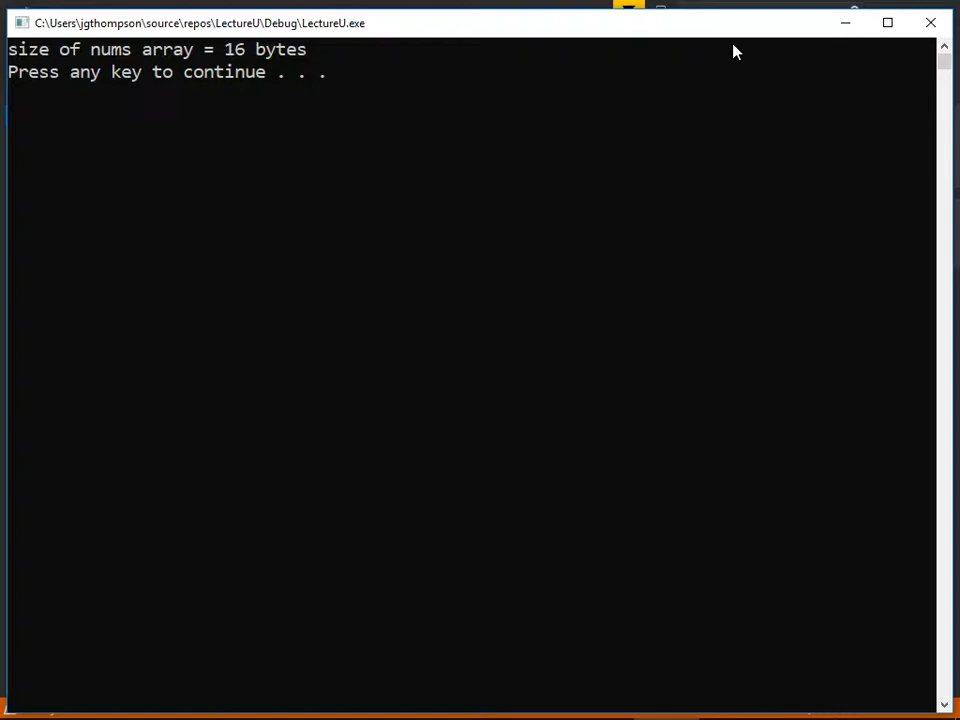 C:\Users\jgthompson\source\repos\LectureU\Debug\LectureU.exe
size of nums array = 16 bytes
Press any key to continue . . .